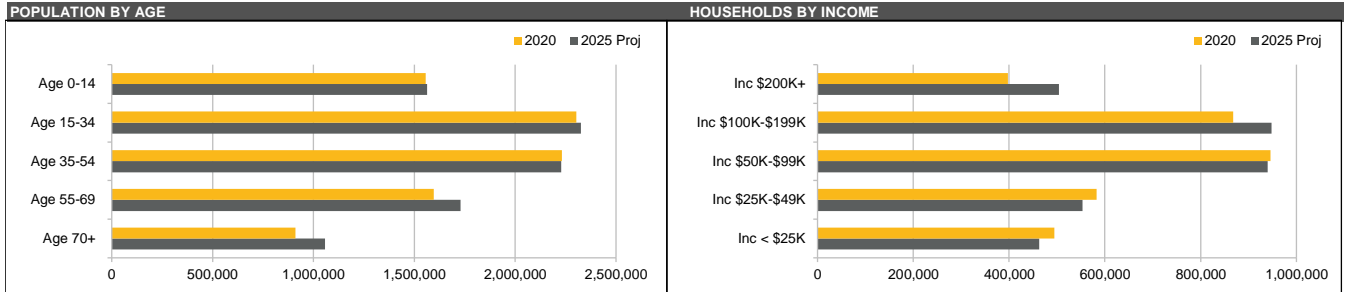 POPULATION BY AGE
2020 2025 Proj
Age 0-14
Age 15-34
Age 35-54
Age 55-69
Age 70+
0 500,000 1,000,000 1,500,000 2,000,000 2,500,000
HOUSEHOLDS BY INCOME
2020 2025 Proj
Inc $200K+
Inc $100K-$199K
Inc $50K-$99K
Inc $25K-$49K
Inc < $25K
0 200,000 400,000 600,000 800,000 1,000,000